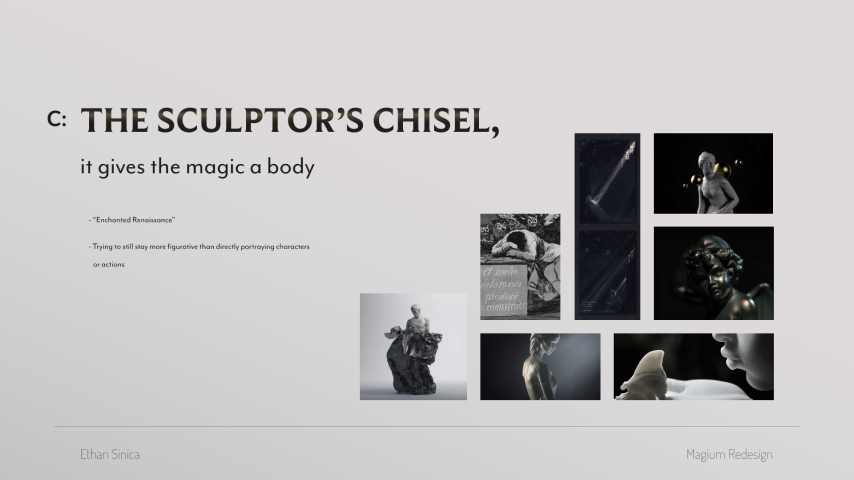 C: THE SCULPTOR’S CHISEL,
it gives the magic a body
- “Enchanted Renaissance”
- Trying to still stay more figurative than directly portraying characters
or actions
El sueño
de la razon
produce
monstruos
Ethan Sinica
Magium Redesign